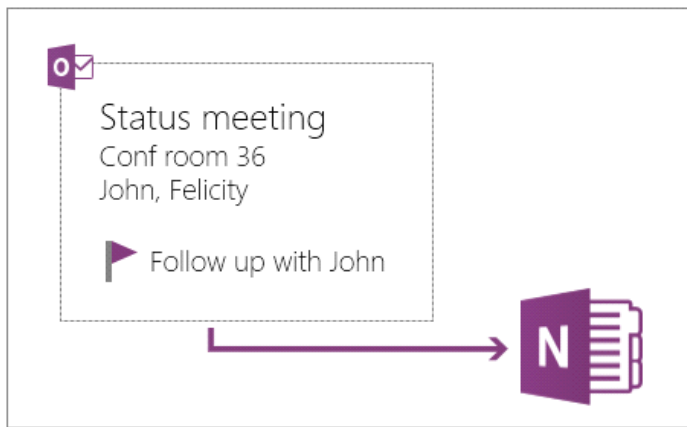 O
Status meeting
Conf room 36
John, Felicity
Follow up with John
N